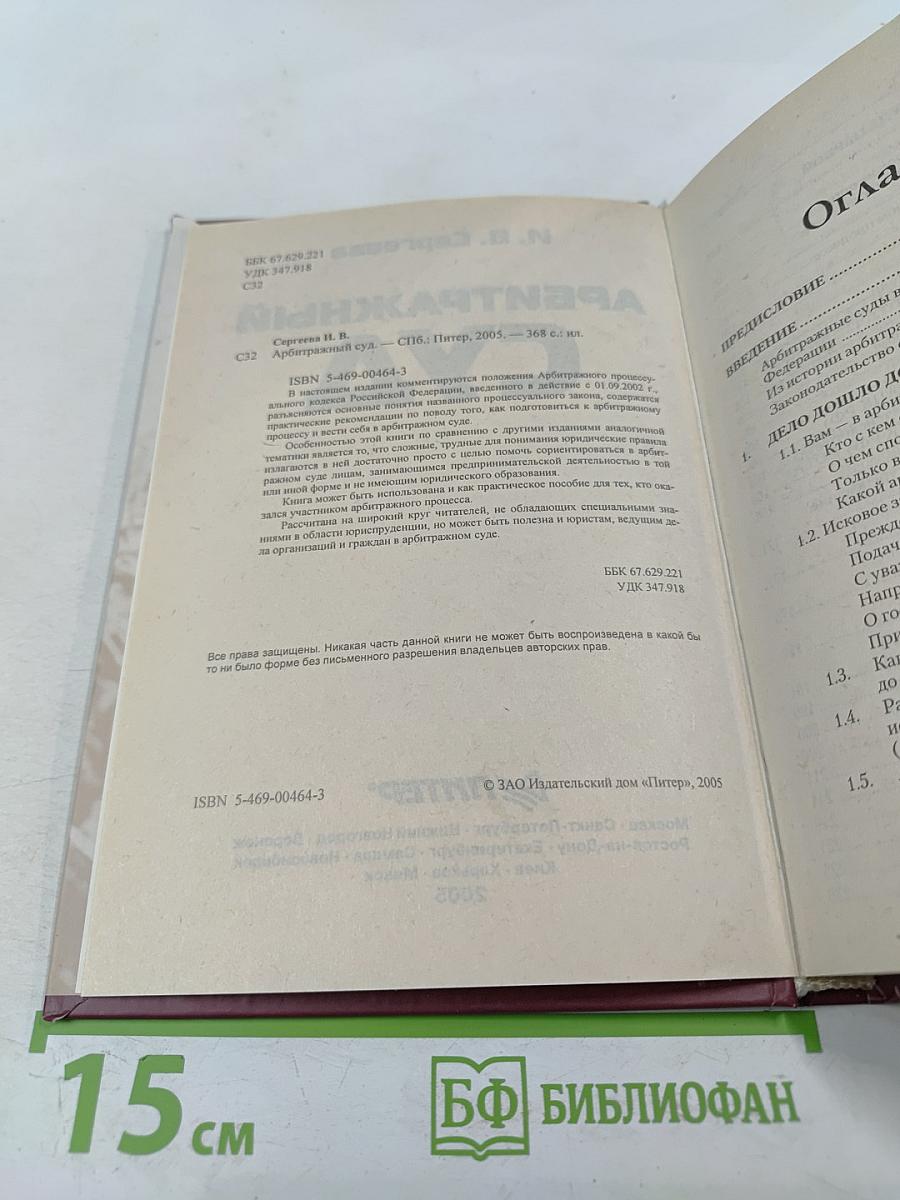 ББК 67.629.221
УДК 347.918
С32
Сергеева И. В.
С32 Арбитражный суд. — СПб.: Питер, 2005. — 368 с.: ил.
ISBN 5-469-00464-3
В настоящем издании комментируются положения Арбитражного процессу-
ального кодекса Российской Федерации, введенного в действие с 01.09.2002 г.,
разъясняются основные понятия названного процессуального закона, содержатся
практические рекомендации по поводу того, как подготовиться к арбитражному
процессу и вести себя в арбитражном суде.
Особенностью этой книги по сравнению с другими изданиями аналогичной
тематики является то, что сложные, трудные для понимания юридические правила
излагаются в ней достаточно просто с целью помочь сориентироваться в арбит-
ражном суде лицам, занимающимся предпринимательской деятельностью в той
или иной форме и не имеющим юридического образования.
Книга может быть использована и как практическое пособие для тех, кто ока-
зался участником арбитражного процесса.
Рассчитана на широкий круг читателей, не обладающих специальными зна-
ниями в области юриспруденции, но может быть полезна и юристам, ведущим де-
ла организаций и граждан в арбитражном суде.
ББК 67.629.221
УДК 347.918
Все права защищены. Никакая часть данной книги не может быть воспроизведена в какой бы
то ни было форме без письменного разрешения владельцев авторских прав.
ISBN 5-469-00464-3
© ЗАО Издательский дом «Питер», 2005
Огла
ПРЕДИСЛОВИЕ
ВВЕДЕНИЕ
Арбитражные суды в
Федерации
Из истории арбитра
Законодательство о
1. ДЕЛО ДОШЛО ДО
1.1. Вам — в арби
Кто с кем
О чем спо
Только в
Какой а
1.2. Исковое з
Прежд
Подач
С ува
Напр
О го
При
1.3. Ка
до
1.4. Ра
ис
(
1.5.
15 см
БФ БИБЛИОФАН